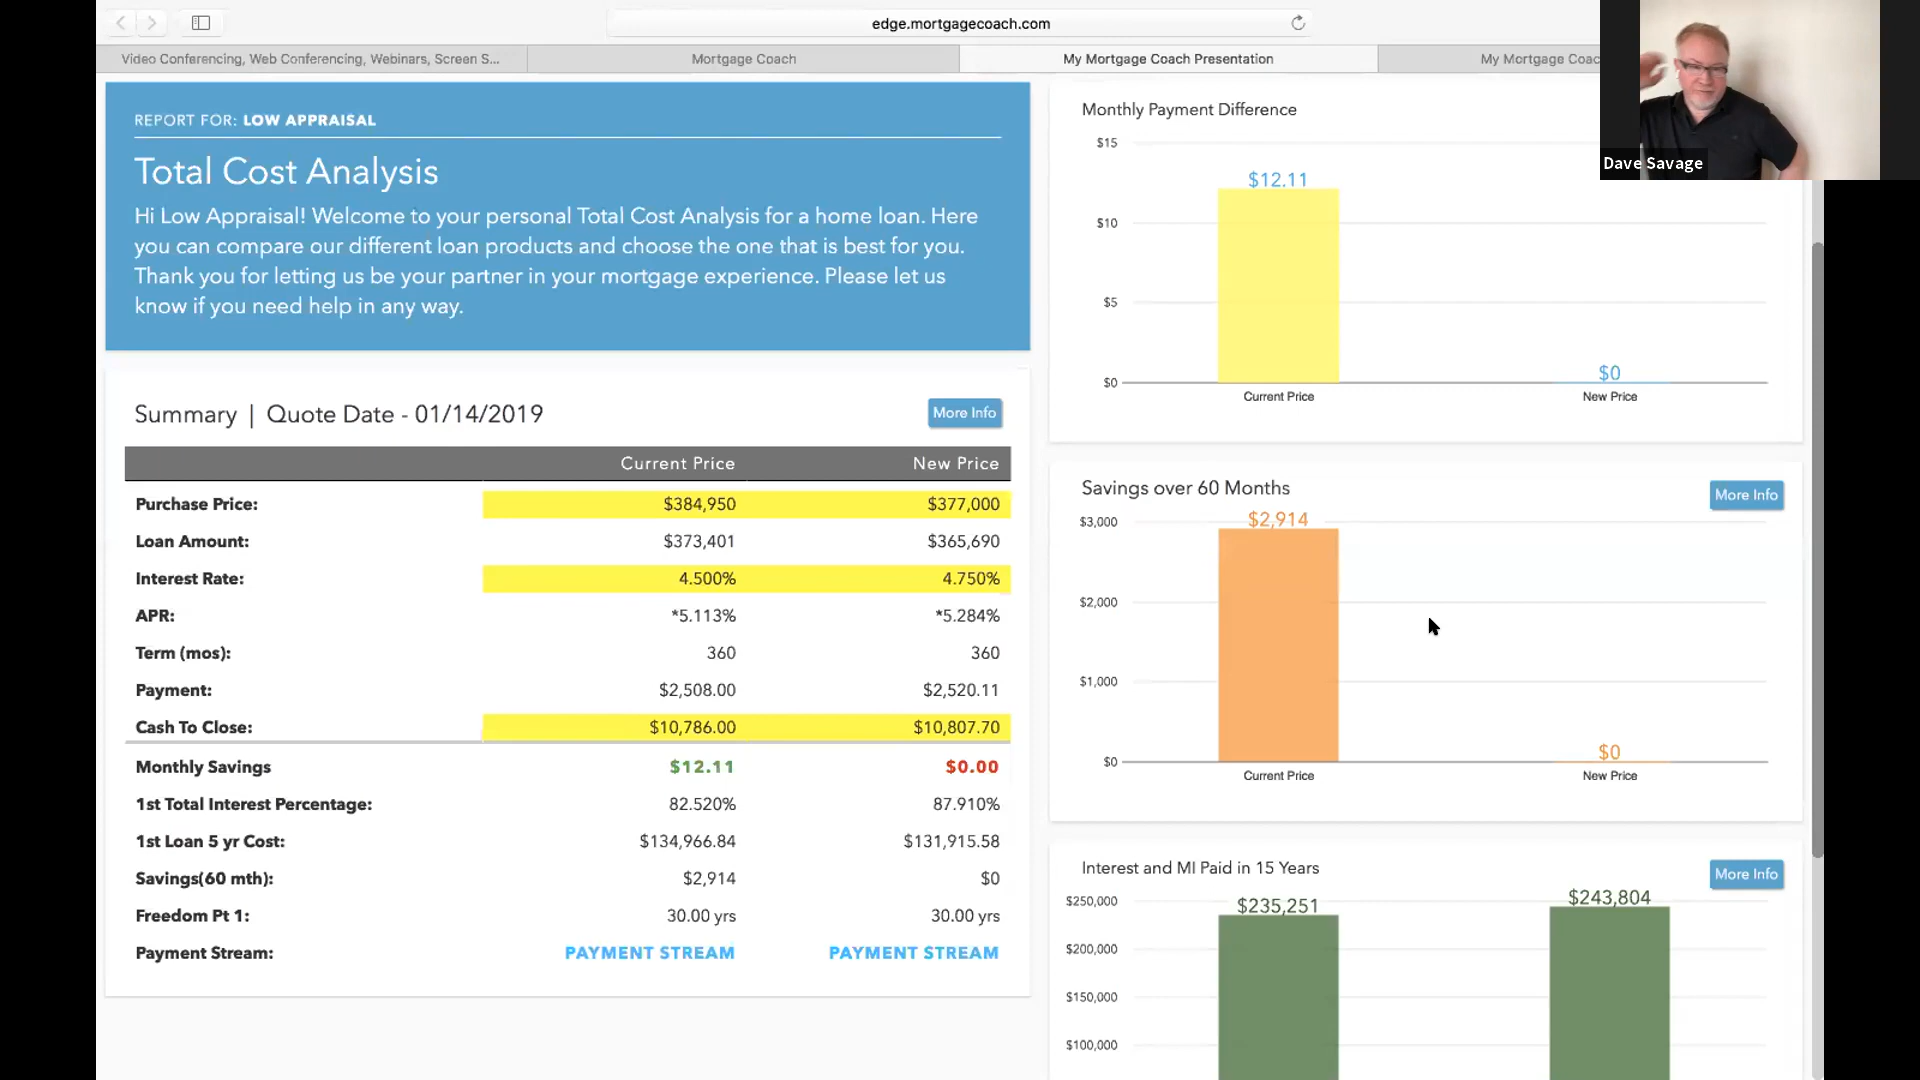 edge.mortgagecoach.com
Video Conferencing, Web Conferencing, Webinars, Screen S...
Mortgage Coach
My Mortgage Coach Presentation
My Mortgage Coac
Dave Savage
REPORT FOR: LOW APPRAISAL
Total Cost Analysis
Hi Low Appraisal! Welcome to your personal Total Cost Analysis for a home loan. Here
you can compare our different loan products and choose the one that is best for you.
Thank you for letting us be your partner in your mortgage experience. Please let us
know if you need help in any way.
Summary | Quote Date - 01/14/2019
More Info
Current Price New Price
Purchase Price: $384,950 $377,000
Loan Amount: $373,401 $365,690
Interest Rate: 4.500% 4.750%
APR: *5.113% *5.284%
Term (mos): 360 360
Payment: $2,508.00 $2,520.11
Cash To Close: $10,786.00 $10,807.70
Monthly Savings $12.11 $0.00
1st Total Interest Percentage: 82.520% 87.910%
1st Loan 5 yr Cost: $134,966.84 $131,915.58
Savings(60 mth): $2,914 $0
Freedom Pt 1: 30.00 yrs 30.00 yrs
Payment Stream: PAYMENT STREAM PAYMENT STREAM
Monthly Payment Difference
$15
$12.11
$10
$5
$0
$0
Current Price New Price
Savings over 60 Months
More Info
$3,000
$2,914
$2,000
$1,000
$0
$0
Current Price New Price
Interest and MI Paid in 15 Years
More Info
$250,000
$235,251 $243,804
$200,000
$150,000
$100,000